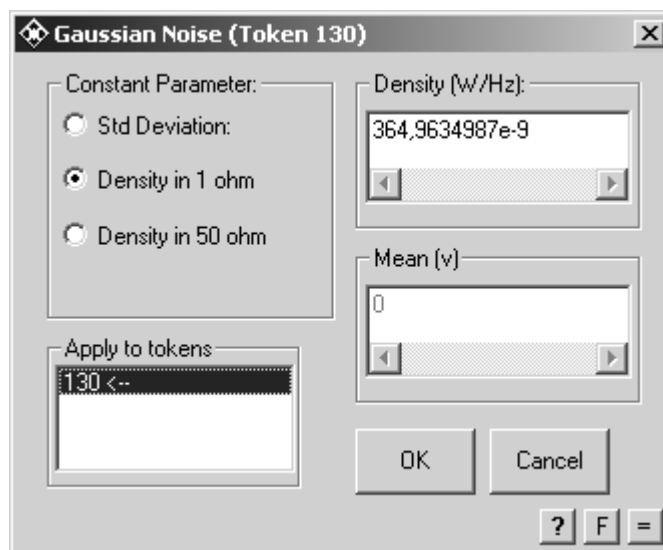 Gaussian Noise (Token 130)
Constant Parameter:
Std Deviation:
Density in 1 ohm
Density in 50 ohm
Density (W/Hz):
364,9634987e-9
Mean (v)
0
Apply to tokens
130 <--
OK
Cancel
? F =